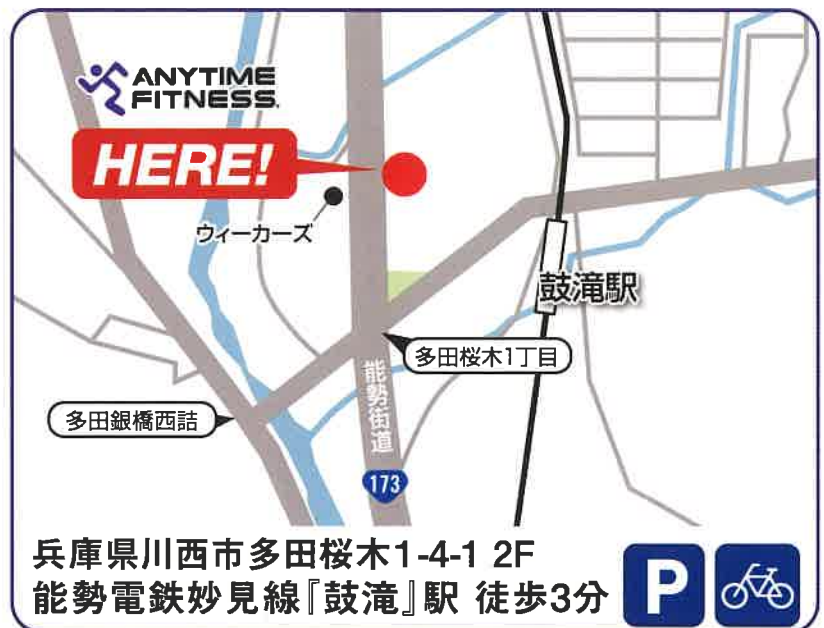 ANYTIME
FITNESS.
HERE!
ウィーカーズ
鼓滝駅
多田桜木1丁目
能勢街道
多田銀橋西詰
173
兵庫県川西市多田桜木1-4-1 2F
能勢電鉄妙見線『鼓滝』駅 徒歩3分
P